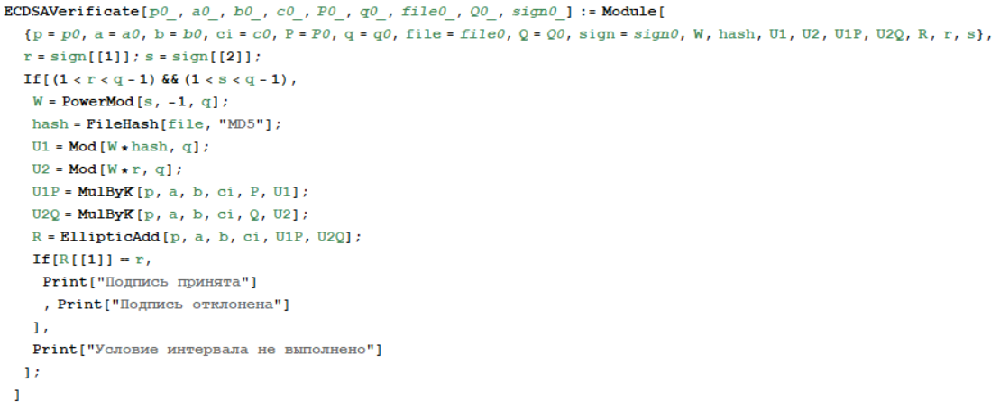 ECDSAVerificate[p0_, a0_, b0_, c0_, P0_, q0_, file0_, Q0_, sign0_] := Module[
{p = p0, a = a0, b = b0, ci = c0, P = P0, q = q0, file = file0, Q = Q0, sign = sign0, W, hash, U1, U2, U1P, U2Q, R, r, s},
r = sign[[1]]; s = sign[[2]];
If[(1 < r < q - 1) && (1 < s < q - 1),
W = PowerMod[s, -1, q];
hash = FileHash[file, "MD5"];
U1 = Mod[W * hash, q];
U2 = Mod[W * r, q];
U1P = MulByK[p, a, b, ci, P, U1];
U2Q = MulByK[p, a, b, ci, Q, U2];
R = EllipticAdd[p, a, b, ci, U1P, U2Q];
If[R[[1]] == r,
Print["Подпись принята"]
, Print["Подпись отклонена"]
],
Print["Условие интервала не выполнено"]
];
]